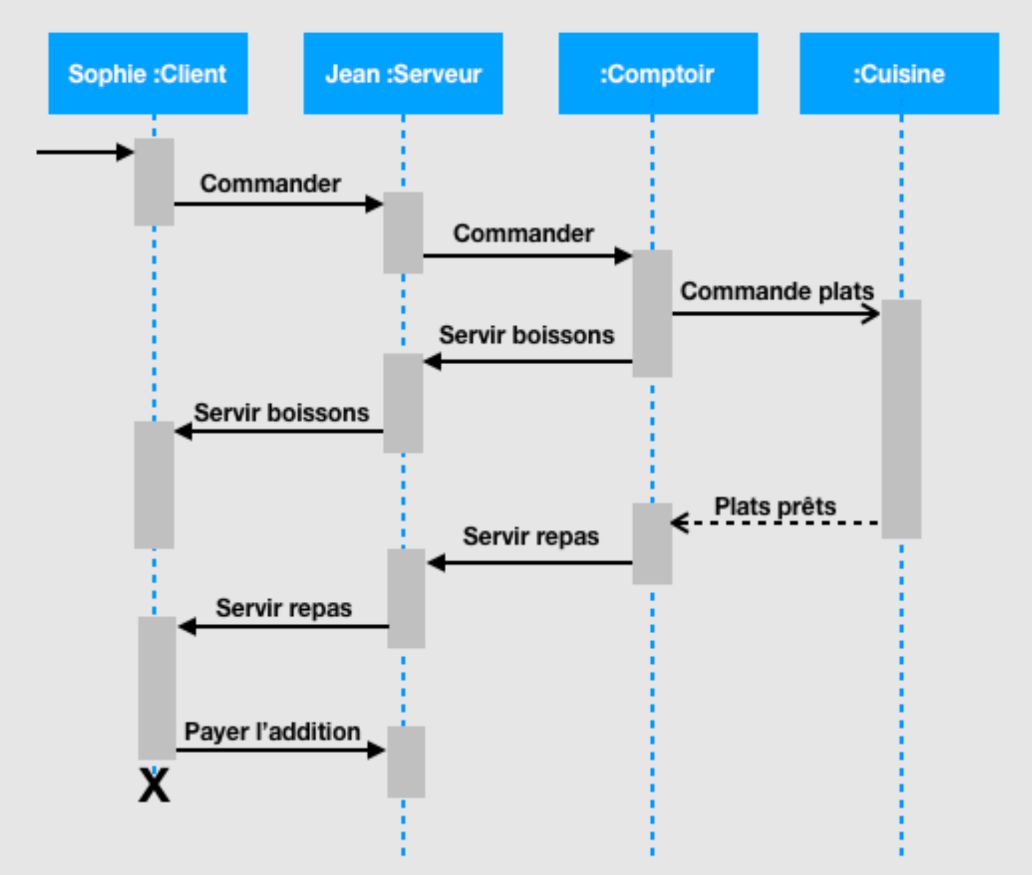 Sophie :Client
Jean :Serveur
:Comptoir
:Cuisine
Commander
Commander
Commande plats
Servir boissons
Servir boissons
Plats prêts
Servir repas
Servir repas
Payer l’addition
X